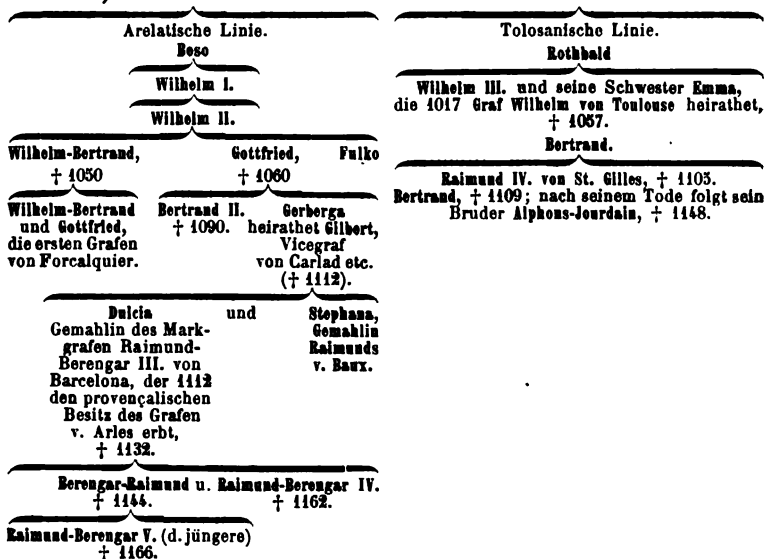 Arelatische Linie.
Boso
Wilhelm I.
Wilhelm II.
Wilhelm-Bertrand,
† 1050
Gottfried,
† 1060
Fulko
Wilhelm-Bertrand
und Gottfried,
die ersten Grafen
von Forcalquier.
Bertrand II.
† 1090.
Gerberga
heirathet Gilbert,
Vicegraf
von Carlad etc.
(† 1112).
Dulcia
Gemahlin des Mark-
grafen Raimund-
Berengar III. von
Barcelona, der 1112
den provençalischen
Besitz des Grafen
v. Arles erbt,
† 1132.
und
Stephana,
Gemahlin
Raimunds
v. Baux.
Berengar-Raimund u. Raimund-Berengar IV.
† 1144. † 1162.
Raimund-Berengar V. (d. jüngere)
† 1166.
Tolosanische Linie.
Rothbald
Wilhelm III. und seine Schwester Emma,
die 1017 Graf Wilhelm von Toulouse heirathet,
† 1057.
Bertrand.
Raimund IV. von St. Gilles, † 1105.
Bertrand, † 1109; nach seinem Tode folgt sein
Bruder Alphons-Jourdain, † 1148.